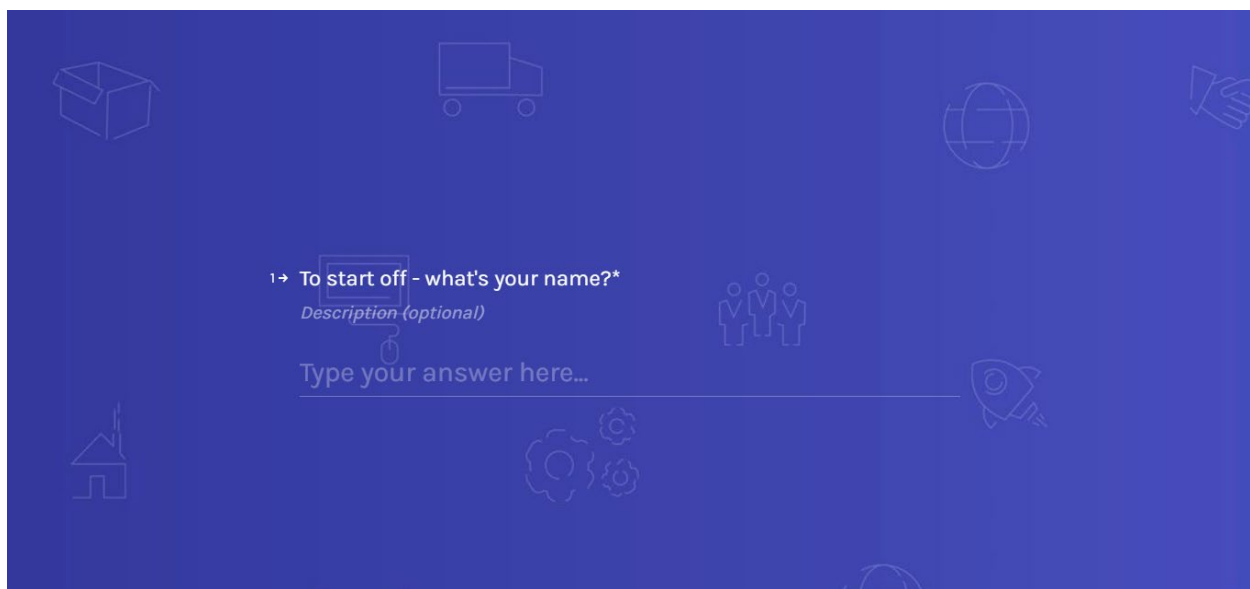 1→ To start off - what's your name?*
Description (optional)
Type your answer here...